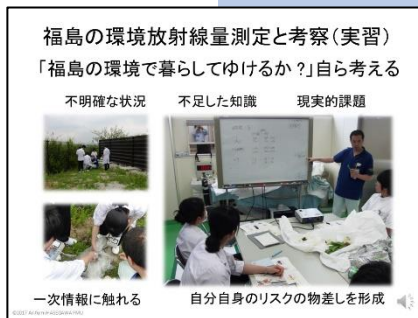 福島の環境放射線量測定と考察(実習)
「福島の環境で暮らしてゆけるか?」自ら考える
不明確な状況 不足した知識 現実的課題
一次情報に触れる 自分自身のリスクの物差しを形成